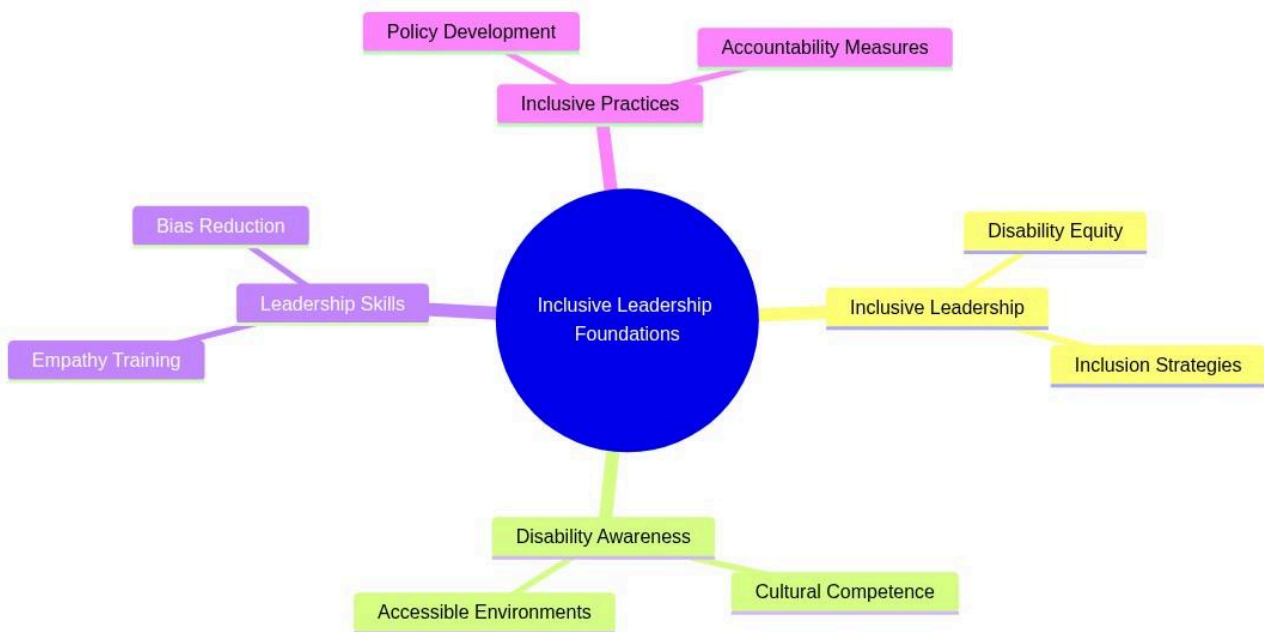 Policy Development
Accountability Measures
Inclusive Practices
Bias Reduction
Disability Equity
Leadership Skills
Inclusive Leadership
Foundations
Inclusive Leadership
Empathy Training
Inclusion Strategies
Disability Awareness
Cultural Competence
Accessible Environments